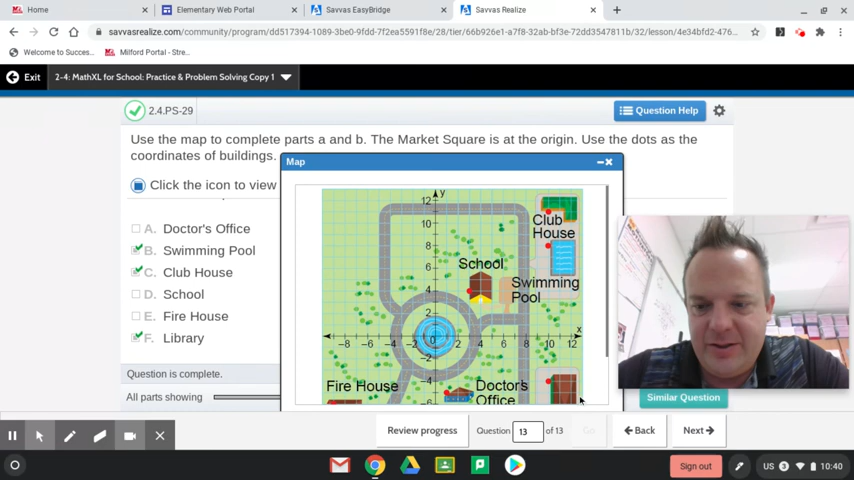 Home
Elementary Web Portal
Savvas EasyBridge
Savvas Realize
savvasrealize.com/community/program/dd517394-1089-3be0-9fdd-7f2ea5591f8e/28/tier/66b926e1-a7f8-32ab-bf3e-72dd3547811b/32/lesson/4e34bfd2-476...
Welcome to Succes...
Milford Portal - Stre...
Exit
2-4: MathXL for School: Practice & Problem Solving Copy 1
2.4.PS-29
Question Help
Use the map to complete parts a and b. The Market Square is at the origin. Use the dots as the
coordinates of buildings.
Click the icon to view
Map
A. Doctor's Office
B. Swimming Pool
C. Club House
D. School
E. Fire House
F. Library
y
12
10
8
6
4
2
-2
-4
-6
x
-8 -6 -4 -2 0 2 4 6 8 10 12
Club
House
School
Swimming
Pool
Fire House
Doctor's
Office
Question is complete.
All parts showing
Similar Question
Review progress
Question 13 of 13
Go
Back
Next
Sign out
US 3 10:40